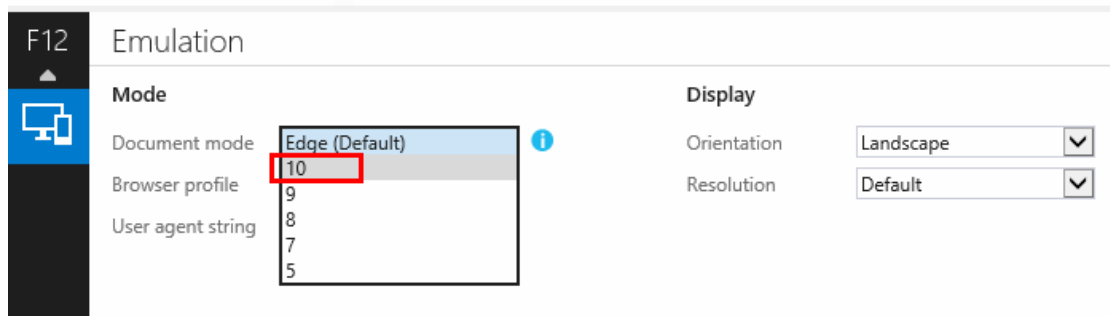 F12 Emulation
Mode
Display
Document mode
Edge (Default)
10
9
8
7
5
Browser profile
User agent string
Orientation Landscape
Resolution Default